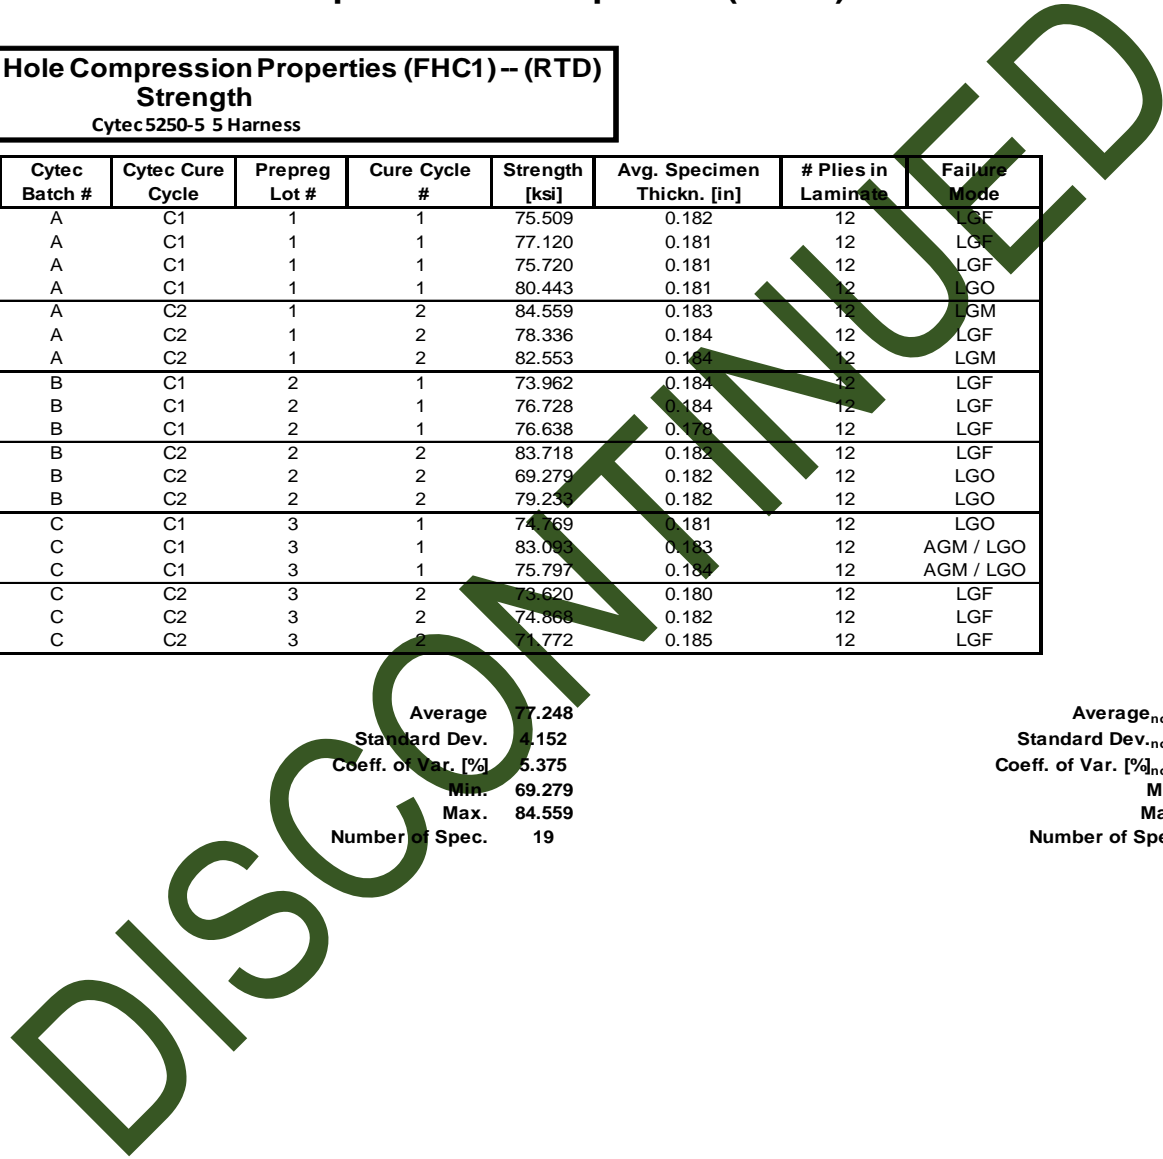 Hole Compression Properties (FHC1) -- (RTD)
Strength
Cytec 5250-5 5 Harness
Cytec Batch # Cytec Cure Cycle Prepreg Lot # Cure Cycle # Strength [ksi] Avg. Specimen Thickn. [in] # Plies in Laminate Failure Mode
A C1 1 1 75.509 0.182 12 LGF
A C1 1 1 77.120 0.181 12 LGF
A C1 1 1 75.720 0.181 12 LGF
A C1 1 1 80.443 0.181 12 LGO
A C2 1 2 84.559 0.183 12 LGM
A C2 1 2 78.336 0.184 12 LGF
A C2 1 2 82.553 0.184 12 LGM
B C1 2 1 73.962 0.184 12 LGF
B C1 2 1 76.728 0.184 12 LGF
B C1 2 1 76.638 0.178 12 LGF
B C2 2 2 83.718 0.182 12 LGF
B C2 2 2 69.279 0.182 12 LGO
B C2 2 2 79.233 0.182 12 LGO
C C1 3 1 74.769 0.181 12 LGO
C C1 3 1 83.093 0.183 12 AGM / LGO
C C1 3 1 75.797 0.184 12 AGM / LGO
C C2 3 2 73.620 0.180 12 LGF
C C2 3 2 74.868 0.182 12 LGF
C C2 3 2 71.772 0.185 12 LGF
Average 77.248 Average
Standard Dev. 4.152 Standard Dev.
Coeff. of Var. [%] 5.375 Coeff. of Var. [%]
Min. 69.279
Max. 84.559
Number of Spec. 19 Number of
DISCONTINUED